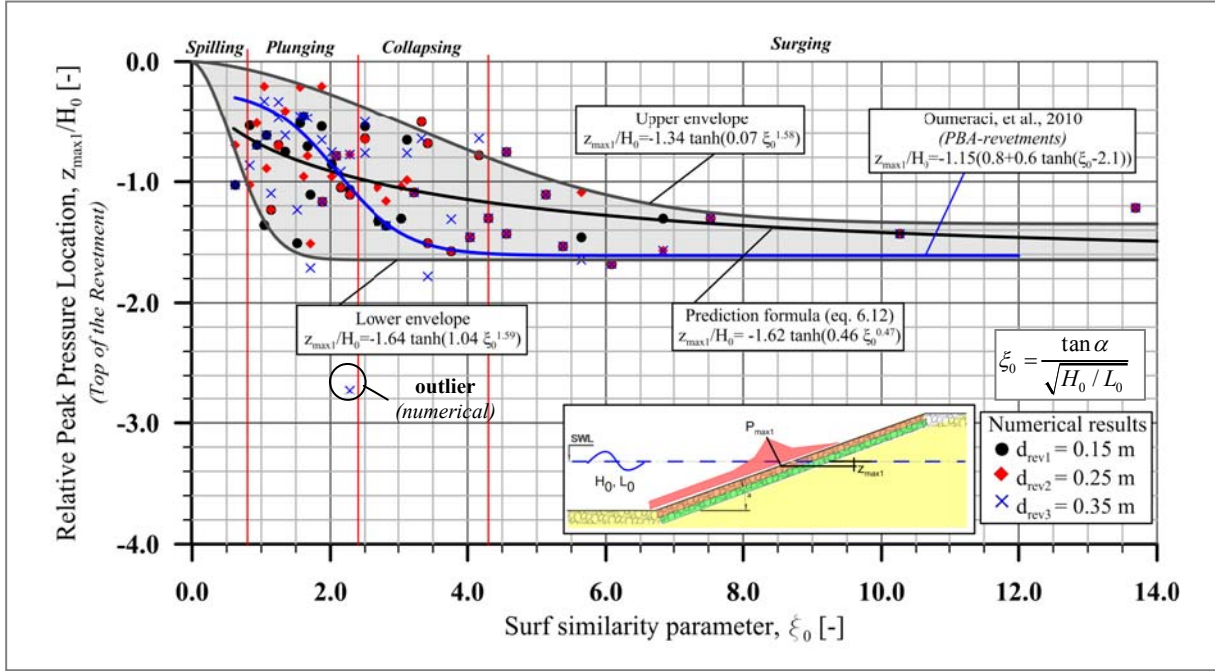 Spilling Plunging Collapsing Surging
0.0
-1.0
-2.0
-3.0
-4.0
Relative Peak Pressure Location, z_max1/H_0 [-]
(Top of the Revetment)
Upper envelope
z_max1/H_0=-1.34 tanh(0.07 ξ_0^1.58)
Oumeraci, et al., 2010
(PBA-revetments)
z_max1/H_0=-1.15(0.8+0.6 tanh(ξ_0-2.1))
Lower envelope
z_max1/H_0=-1.64 tanh(1.04 ξ_0^1.59)
Prediction formula (eq. 6.12)
z_max1/H_0= -1.62 tanh(0.46 ξ_0^0.47)
ξ_0 = tan α / √(H_0 / L_0)
outlier
(numerical)
SWL
H_0, L_0
P_max1
z_max1
Numerical results
d_rev1 = 0.15 m
d_rev2 = 0.25 m
d_rev3 = 0.35 m
0.0 2.0 4.0 6.0 8.0 10.0 12.0 14.0
Surf similarity parameter, ξ_0 [-]